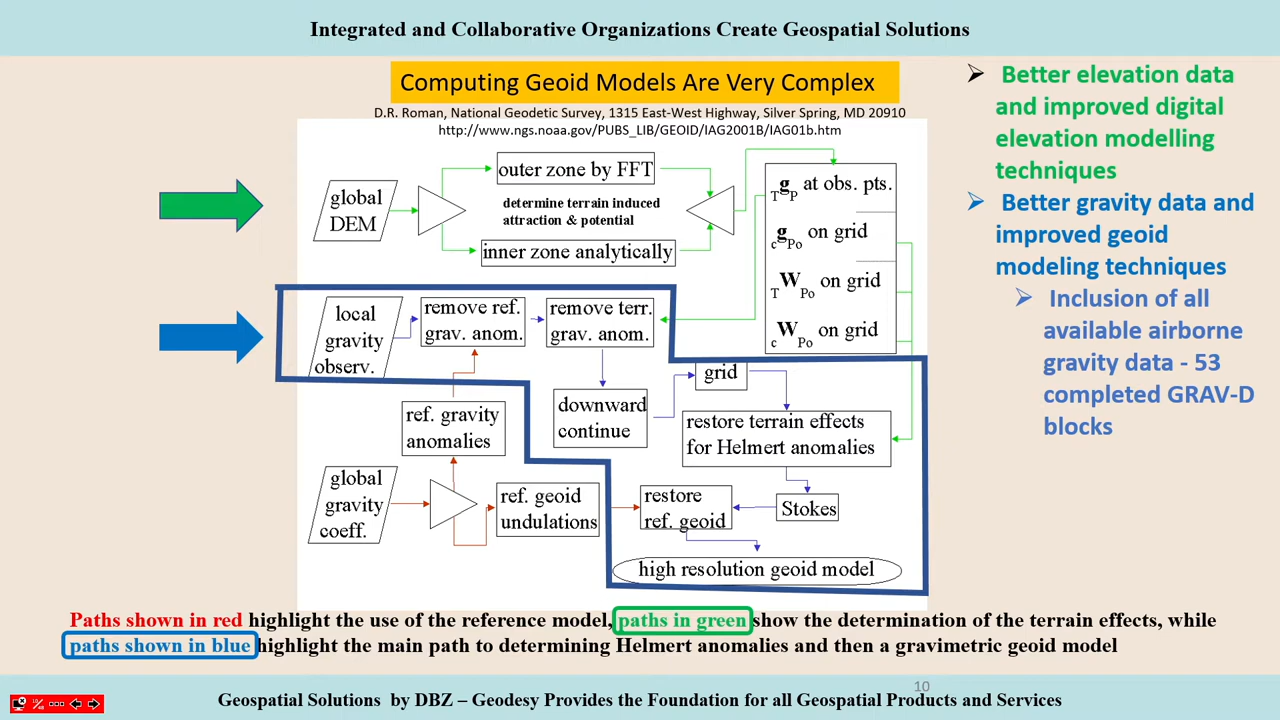 Integrated and Collaborative Organizations Create Geospatial Solutions
Computing Geoid Models Are Very Complex
D.R. Roman, National Geodetic Survey, 1315 East-West Highway, Silver Spring, MD 20910
http://www.ngs.noaa.gov/PUBS_LIB/GEOID/IAG2001B/IAG01b.htm
global
DEM
outer zone by FFT
determine terrain induced
attraction & potential
inner zone analytically
TgP at obs. pts.
cgPo on grid
TWPo on grid
cWPo on grid
local
gravity
observ.
remove ref.
grav. anom.
remove terr.
grav. anom.
downward
continue
grid
restore terrain effects
for Helmert anomalies
ref. gravity
anomalies
global
gravity
coeff.
ref. geoid
undulations
restore
ref. geoid
Stokes
high resolution geoid model
Better elevation data
and improved digital
elevation modelling
techniques
Better gravity data and
improved geoid
modeling techniques
Inclusion of all
available airborne
gravity data - 53
completed GRAV-D
blocks
Paths shown in red highlight the use of the reference model, paths in green show the determination of the terrain effects, while
paths shown in blue highlight the main path to determining Helmert anomalies and then a gravimetric geoid model
10
Geospatial Solutions by DBZ – Geodesy Provides the Foundation for all Geospatial Products and Services